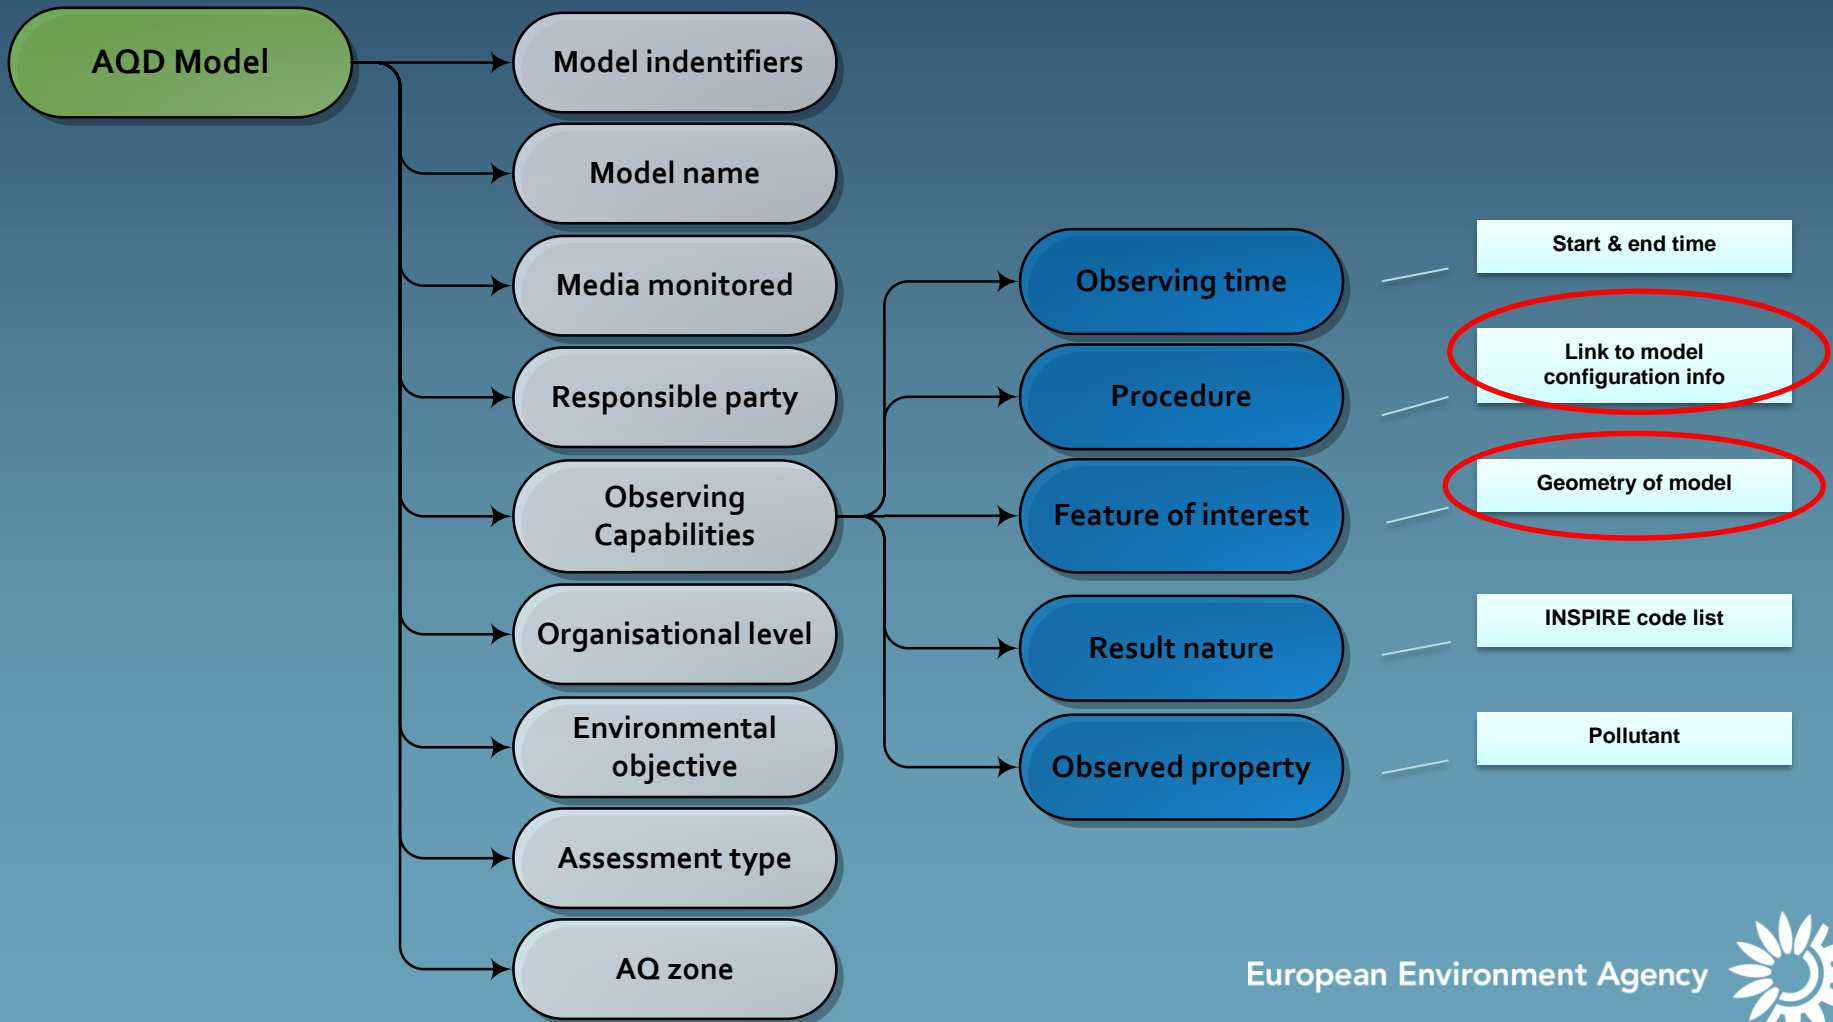 AQD Model
Model indentifiers
Model name
Media monitored
Responsible party
Observing
Capabilities
Organisational level
Environmental
objective
Assessment type
AQ zone
Observing time
Procedure
Feature of interest
Result nature
Observed property
Start & end time
Link to model
configuration info
Geometry of model
INSPIRE code list
Pollutant
European Environment Agency